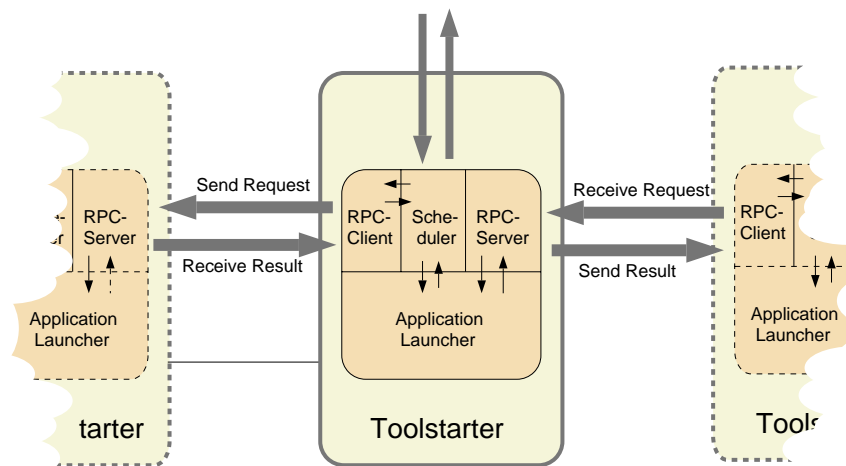 Send Request
Receive Result
Receive Request
Send Result
RPC-
Server
Application
Launcher
tarter
RPC-
Client
Sche-
duler
RPC-
Server
Application
Launcher
Toolstarter
RPC-
Client
Application
Launcher
Tools